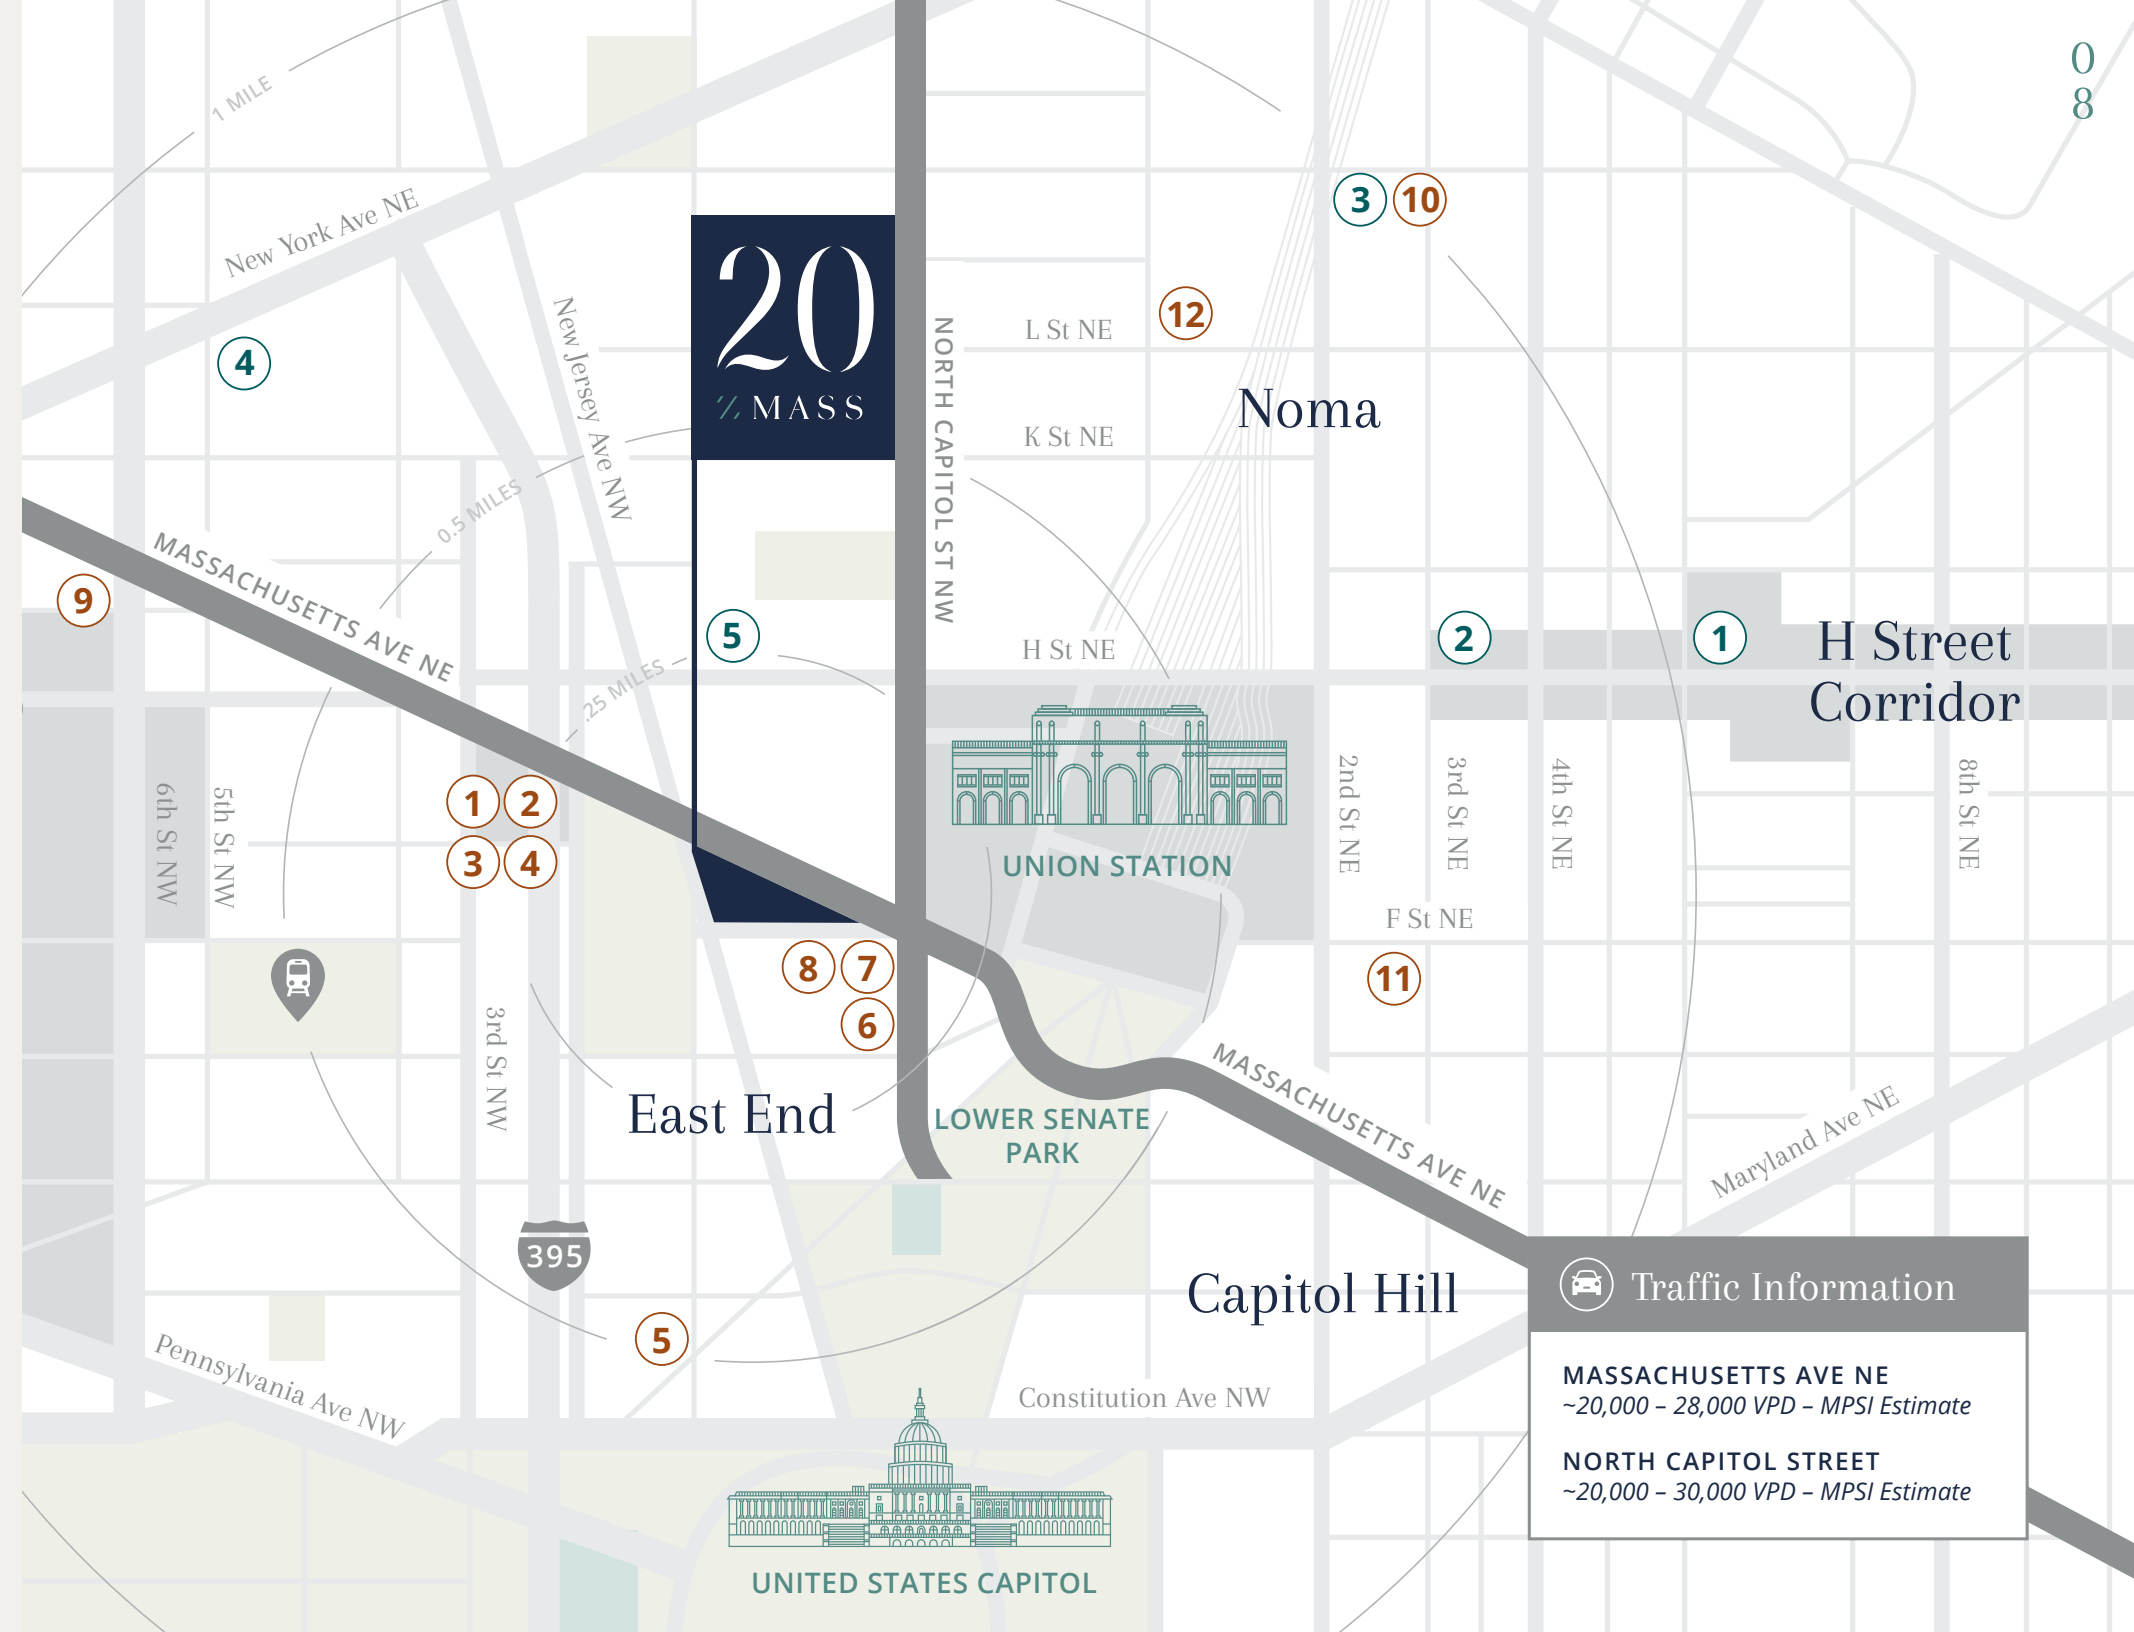 0
8
1 MILE
New York Ave NE
3
10
20
MASS
12
L St NE
NORTH CAPITOL ST NW
New Jersey Ave NW
4
Noma
K St NE
0.5 MILES
MASSACHUSETTS AVE NE
9
5
H St NE
2
1
H Street
Corridor
.25 MILES
6th St NW
5th St NW
1
2
3
4
UNION STATION
2nd St NE
3rd St NE
4th St NE
8th St NE
F St NE
11
8
7
6
3rd St NW
East End
LOWER SENATE
PARK
MASSACHUSETTS AVE NE
Maryland Ave NE
395
5
Capitol Hill
Pennsylvania Ave NW
Constitution Ave NW
UNITED STATES CAPITOL
Traffic Information
MASSACHUSETTS AVE NE
~20,000 – 28,000 VPD – MPSI Estimate
NORTH CAPITOL STREET
~20,000 – 30,000 VPD – MPSI Estimate